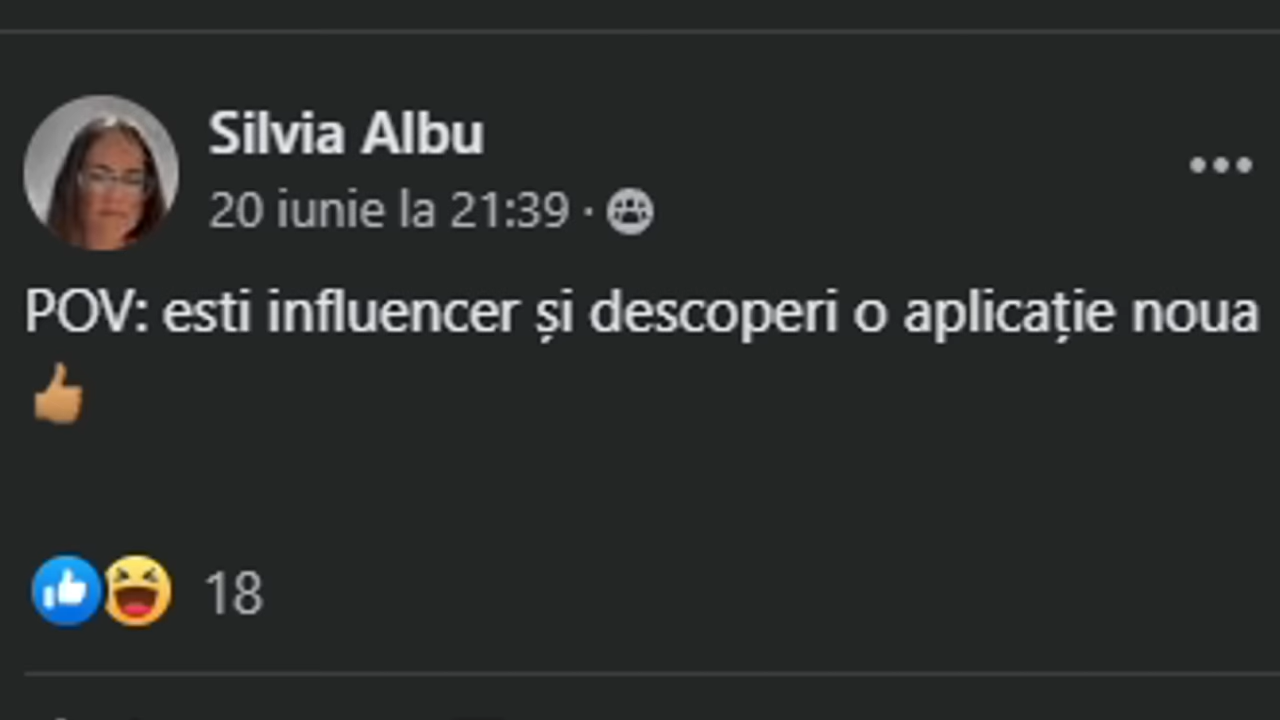 Silvia Albu
20 iunie la 21:39 ·
POV: esti influencer și descoperi o aplicație noua
👍🏽
18